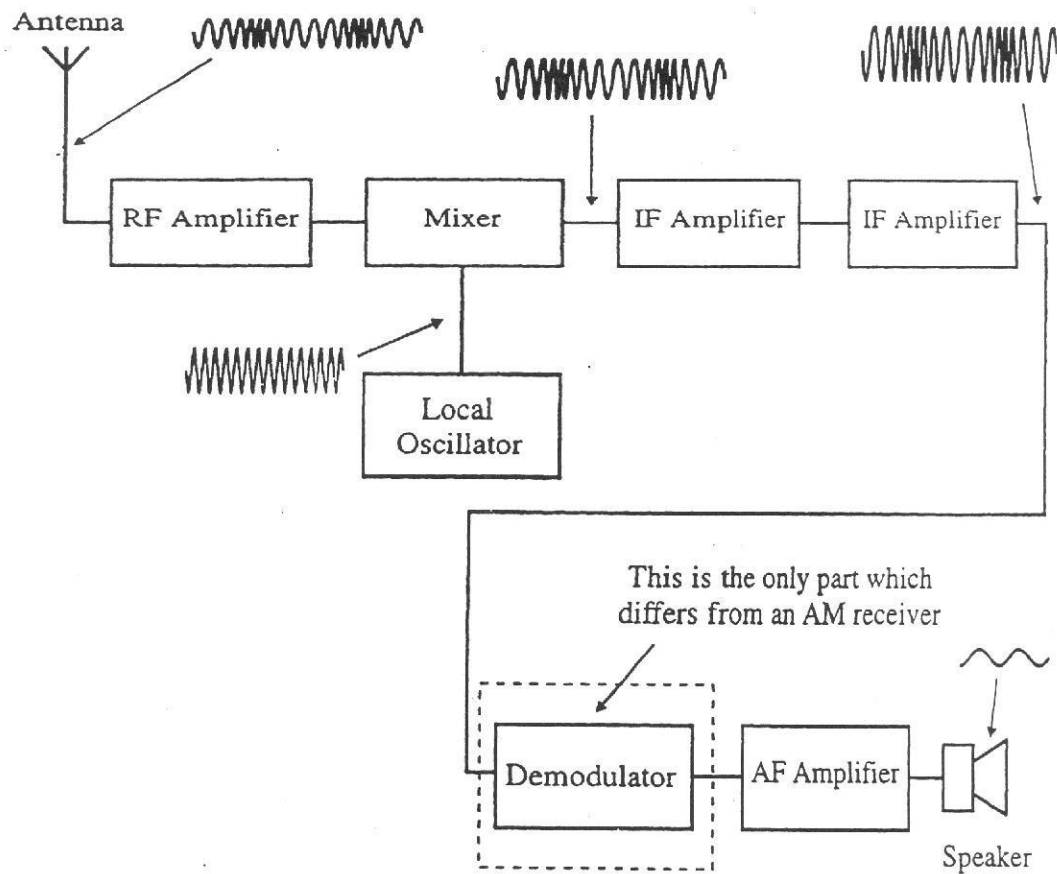 Antenna
RF Amplifier
Mixer
IF Amplifier
IF Amplifier
Local
Oscillator
This is the only part which
differs from an AM receiver
Demodulator
AF Amplifier
Speaker